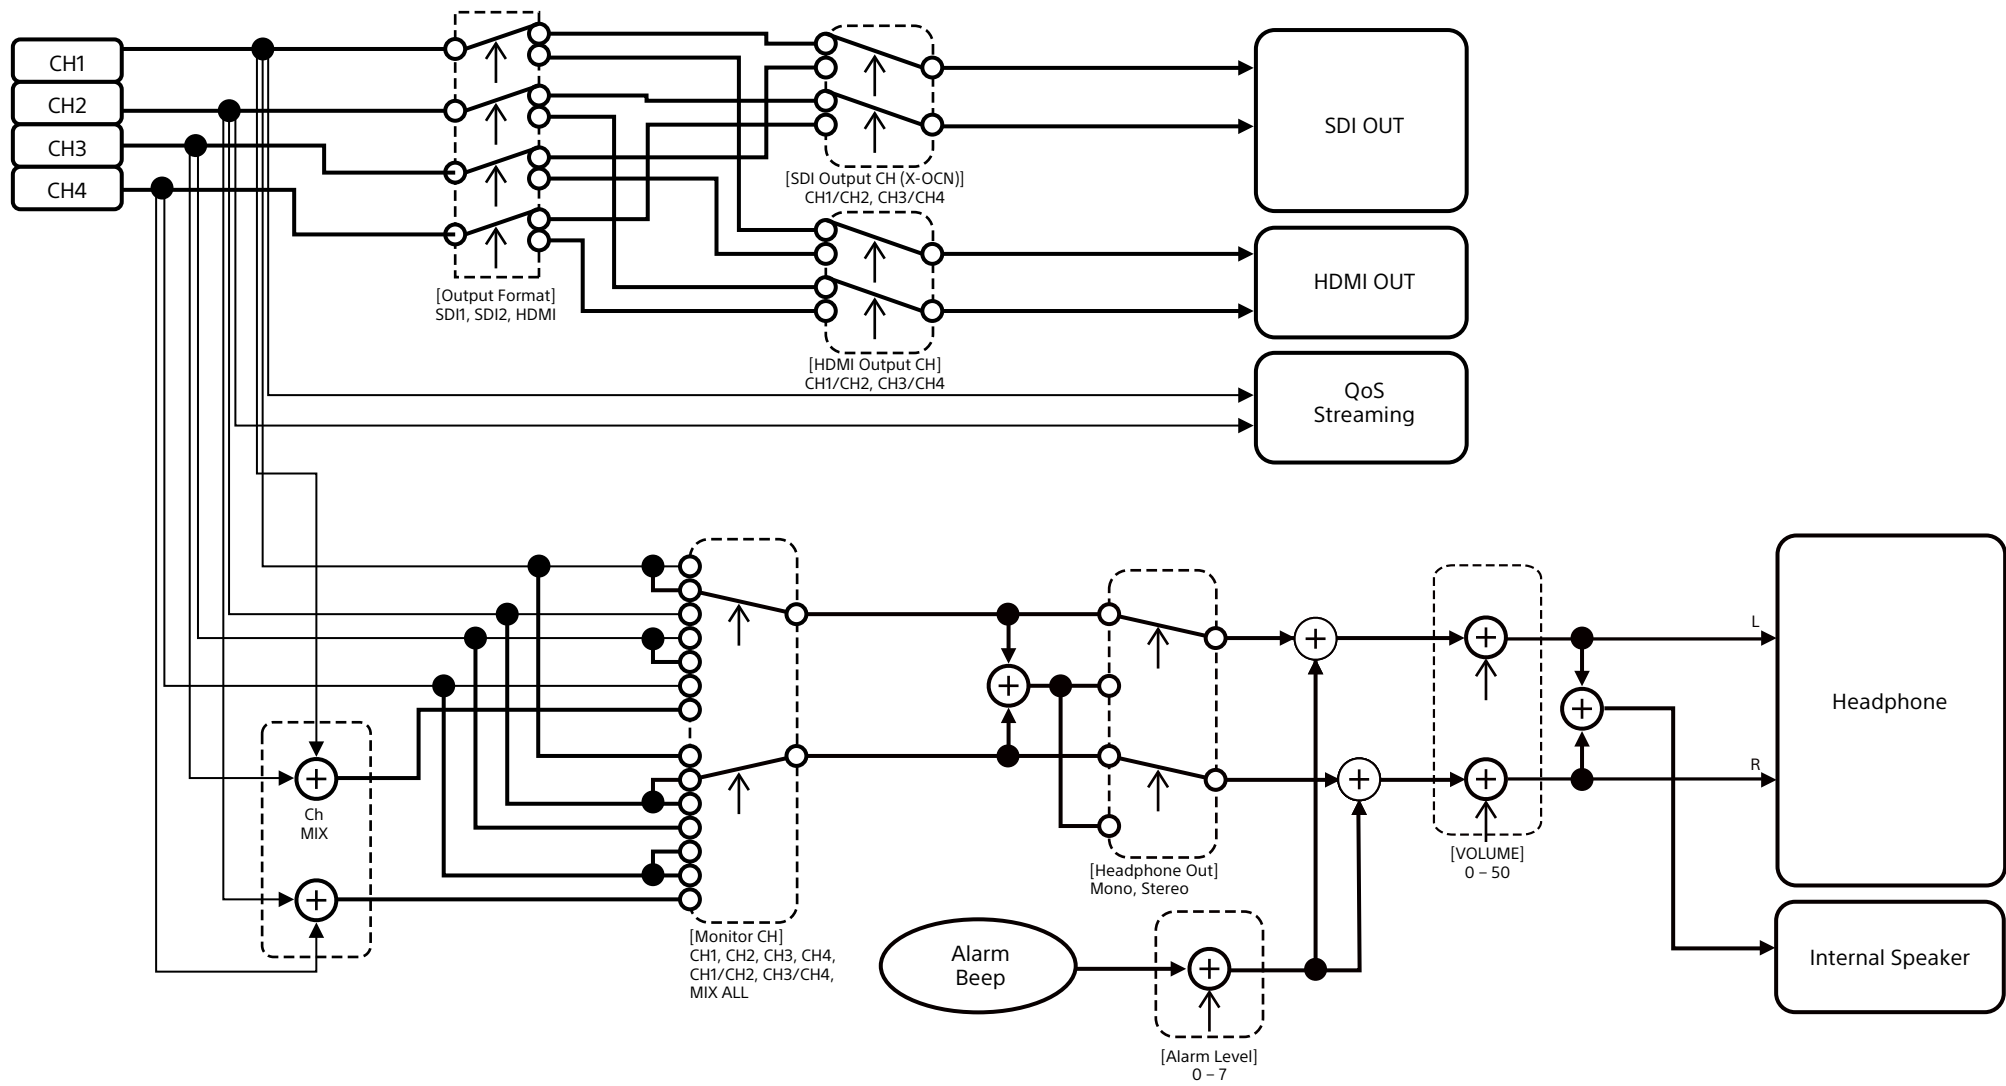 CH1
CH2
CH3
CH4
[Output Format]
SDI1, SDI2, HDMI
[SDI Output CH (X-OCN)]
CH1/CH2, CH3/CH4
[HDMI Output CH]
CH1/CH2, CH3/CH4
SDI OUT
HDMI OUT
QoS
Streaming
Ch
MIX
[Monitor CH]
CH1, CH2, CH3, CH4,
CH1/CH2, CH3/CH4,
MIX ALL
[Headphone Out]
Mono, Stereo
Alarm
Beep
[Alarm Level]
0 – 7
[VOLUME]
0 – 50
L
R
Headphone
Internal Speaker